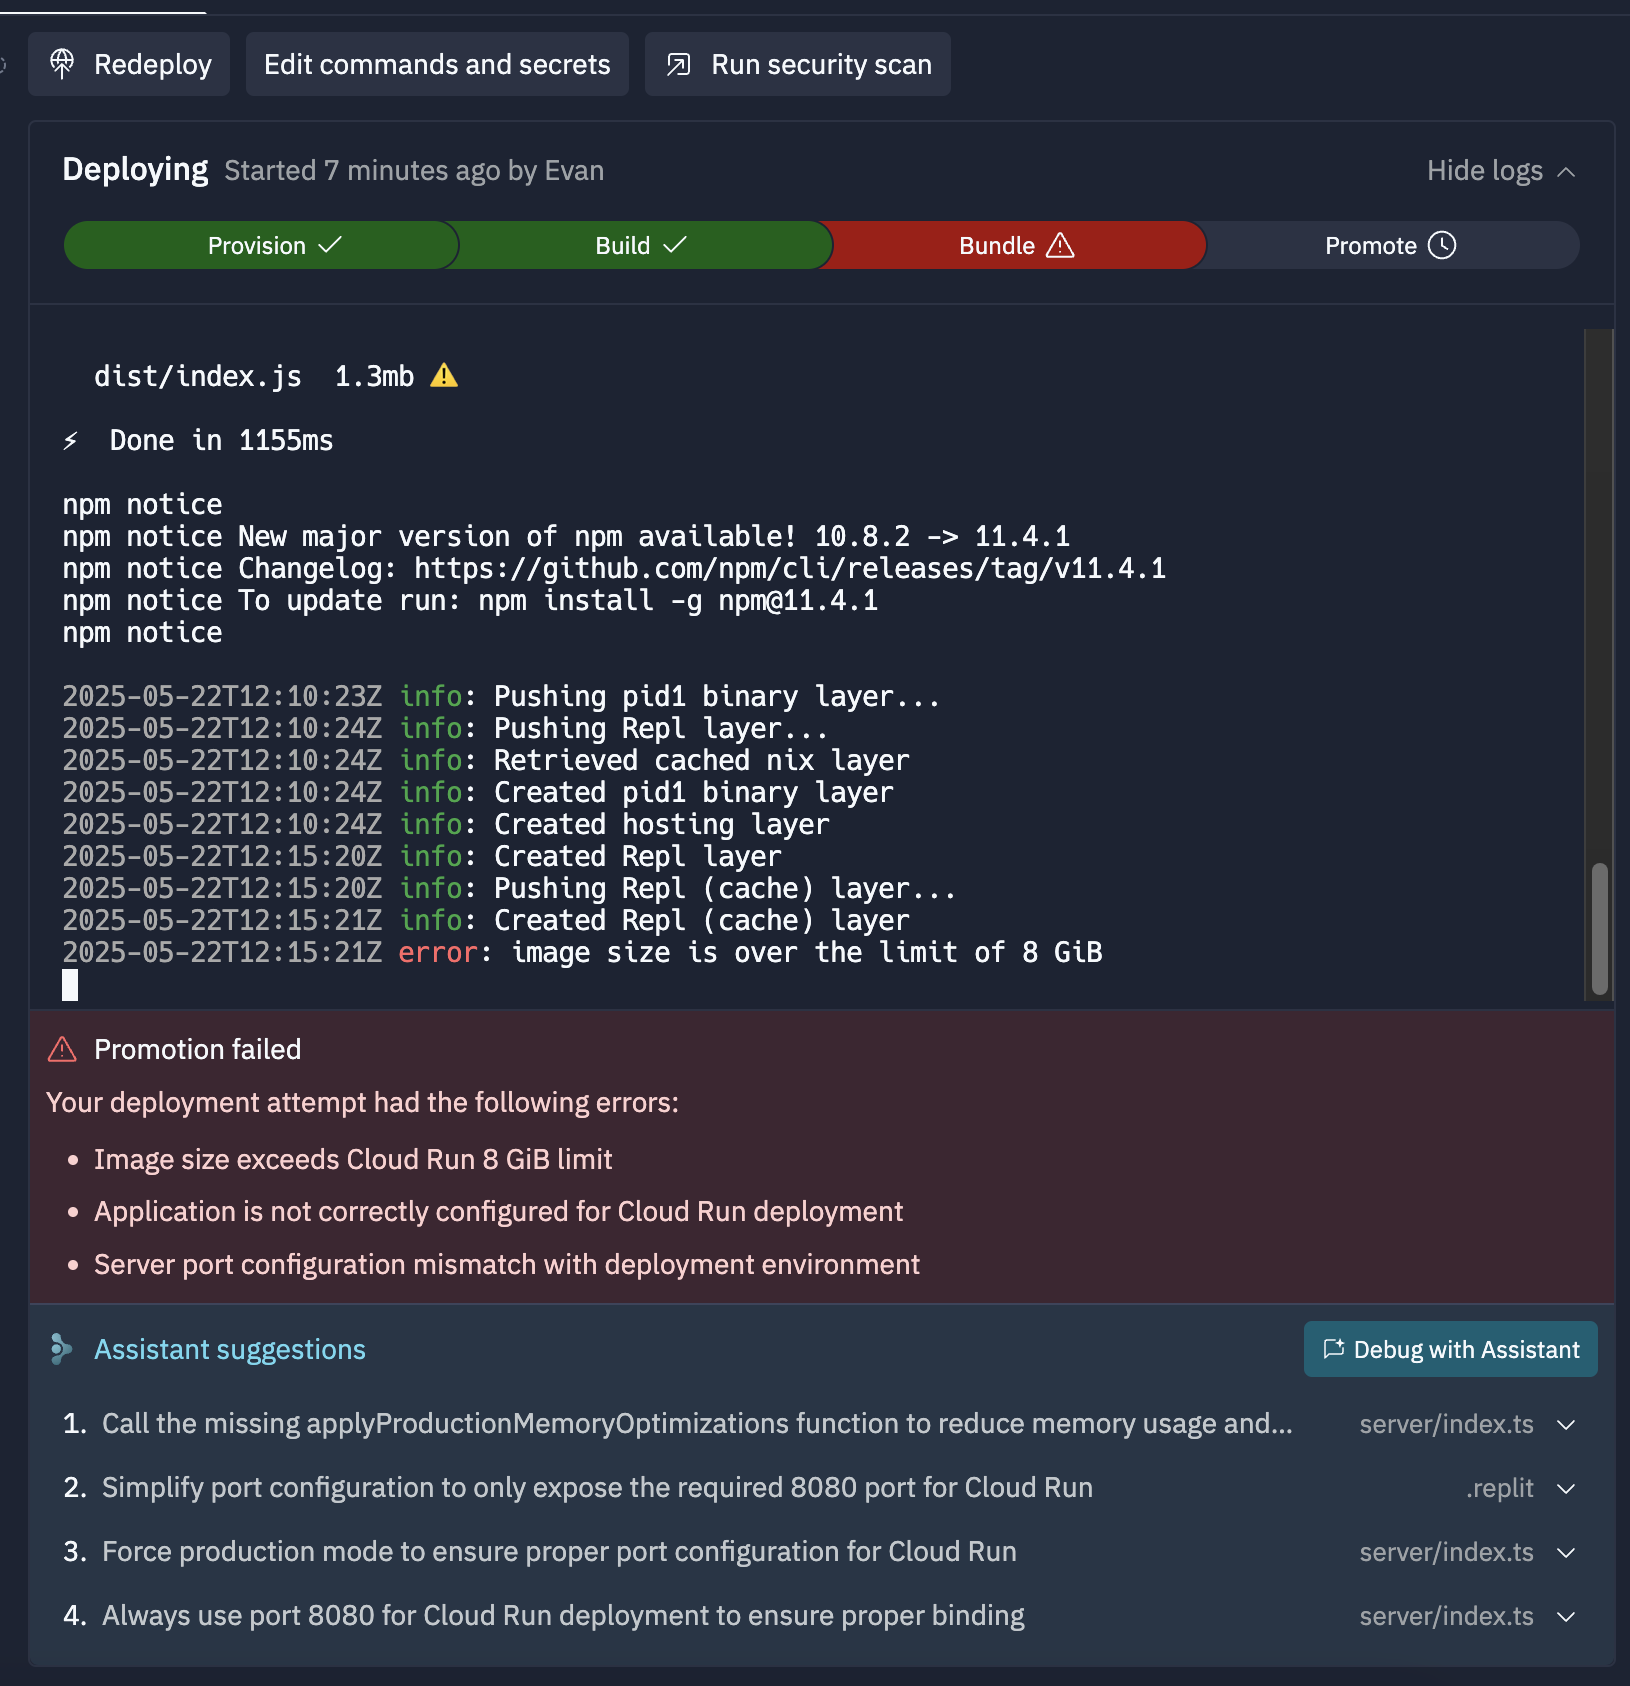 Redeploy
Edit commands and secrets
Run security scan
Deploying Started 7 minutes ago by Evan
Hide logs
Provision
Build
Bundle
Promote
dist/index.js 1.3mb ⚠️
⚡ Done in 1155ms
npm notice
npm notice New major version of npm available! 10.8.2 -> 11.4.1
npm notice Changelog: https://github.com/npm/cli/releases/tag/v11.4.1
npm notice To update run: npm install -g npm@11.4.1
npm notice
2025-05-22T12:10:23Z info: Pushing pid1 binary layer...
2025-05-22T12:10:24Z info: Pushing Repl layer...
2025-05-22T12:10:24Z info: Retrieved cached nix layer
2025-05-22T12:10:24Z info: Created pid1 binary layer
2025-05-22T12:10:24Z info: Created hosting layer
2025-05-22T12:15:20Z info: Created Repl layer
2025-05-22T12:15:20Z info: Pushing Repl (cache) layer...
2025-05-22T12:15:21Z info: Created Repl (cache) layer
2025-05-22T12:15:21Z error: image size is over the limit of 8 GiB
Promotion failed
Your deployment attempt had the following errors:
• Image size exceeds Cloud Run 8 GiB limit
• Application is not correctly configured for Cloud Run deployment
• Server port configuration mismatch with deployment environment
Assistant suggestions
Debug with Assistant
1. Call the missing applyProductionMemoryOptimizations function to reduce memory usage and... server/index.ts
2. Simplify port configuration to only expose the required 8080 port for Cloud Run .replit
3. Force production mode to ensure proper port configuration for Cloud Run server/index.ts
4. Always use port 8080 for Cloud Run deployment to ensure proper binding server/index.ts